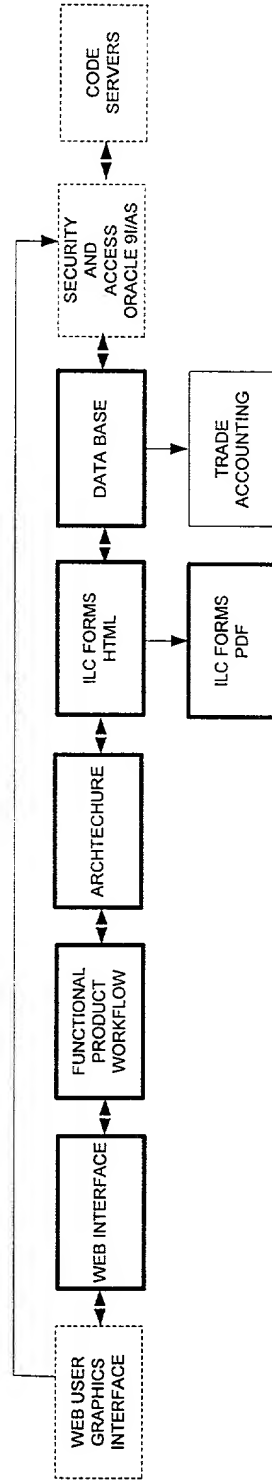 WEB USER
GRAPHICS
INTERFACE
WEB INTERFACE
FUNCTIONAL
PRODUCT
WORKFLOW
ARCHTECHURE
ILC FORMS
HTML
DATA BASE
SECURITY
AND
ACCESS
ORACLE 9I/AS
CODE
SERVERS
ILC FORMS
PDF
TRADE
ACCOUNTING